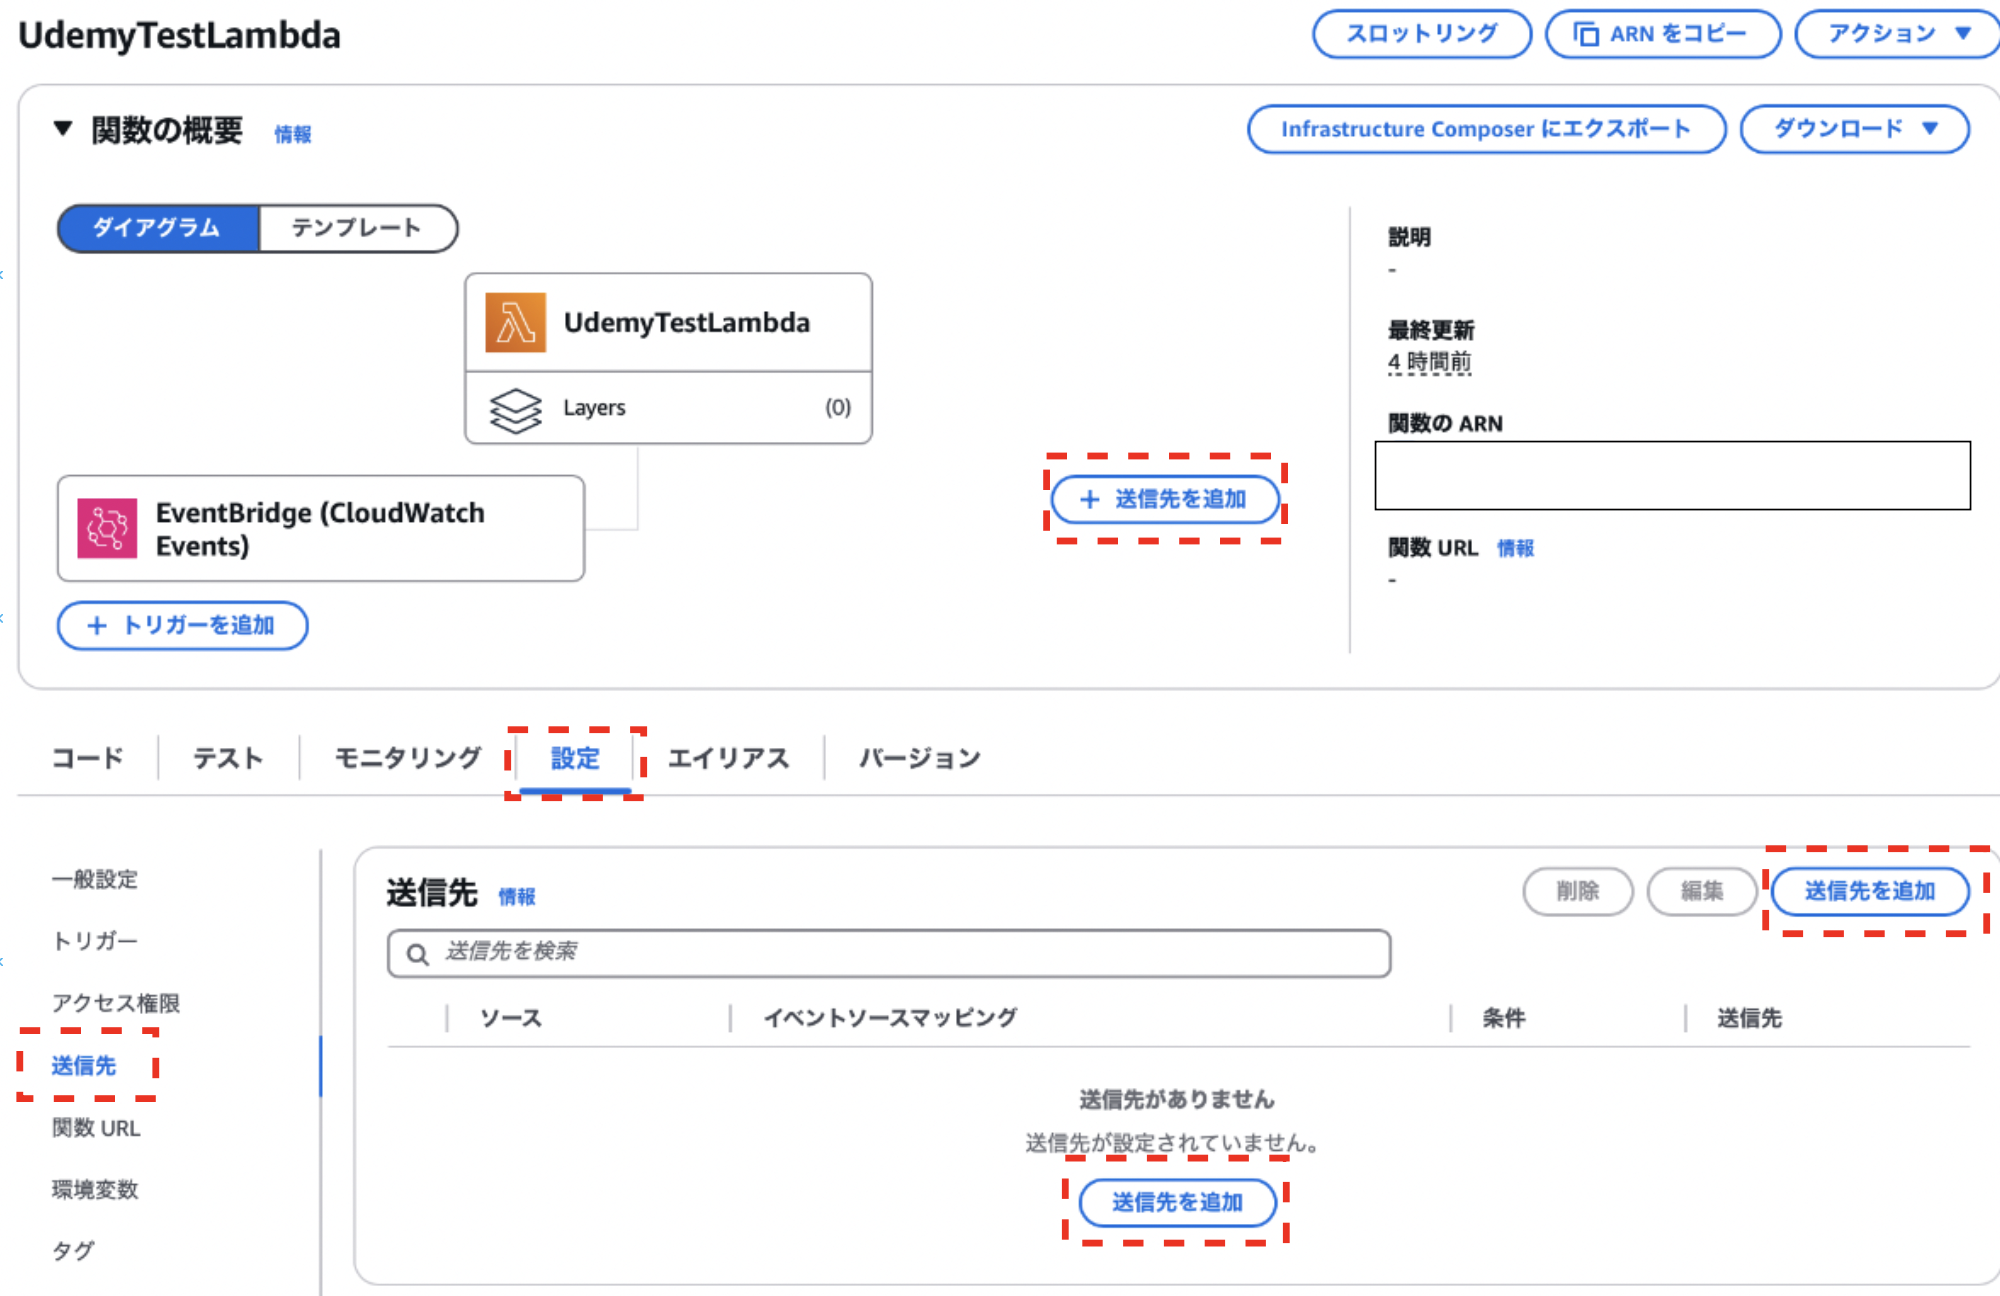 UdemyTestLambda
スロットリング
ARN をコピー
アクション
関数の概要 情報
Infrastructure Composer にエクスポート
ダウンロード
ダイアグラム
テンプレート
UdemyTestLambda
Layers (0)
EventBridge (CloudWatch
Events)
+ トリガーを追加
+ 送信先を追加
説明
-
最終更新
4 時間前
関数の ARN
関数 URL 情報
-
コード
テスト
モニタリング
設定
エイリアス
バージョン
一般設定
トリガー
アクセス権限
送信先
関数 URL
環境変数
タグ
送信先 情報
削除
編集
送信先を追加
送信先を検索
ソース
イベントソースマッピング
条件
送信先
送信先がありません
送信先が設定されていません。
送信先を追加